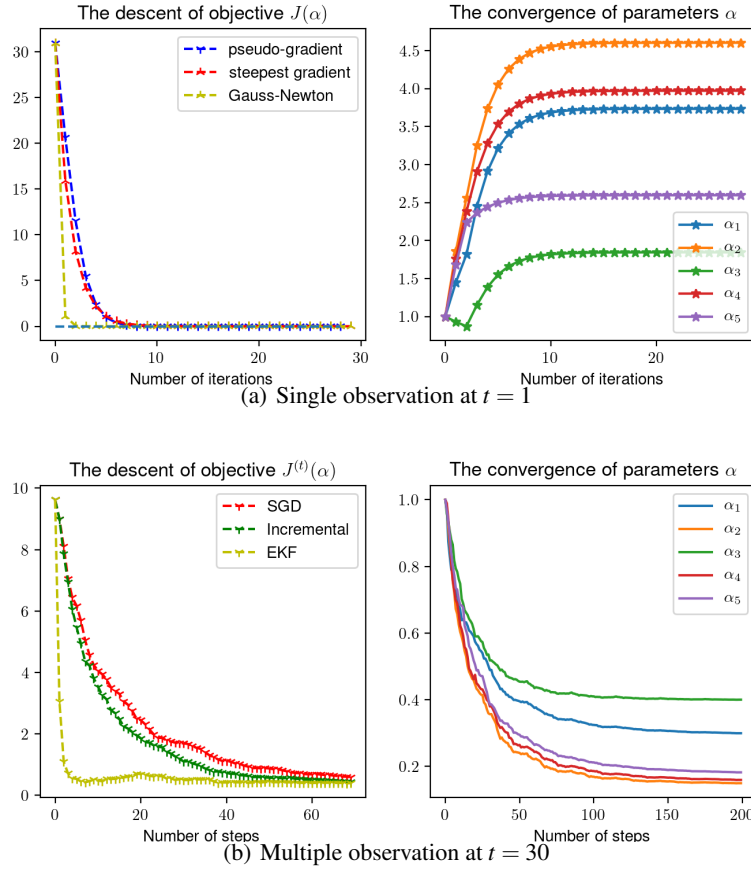 The descent of objective J(α)
The convergence of parameters α
30
25
20
15
10
5
0
pseudo-gradient
steepest gradient
Gauss-Newton
0
10
20
30
Number of iterations
4.5
4.0
3.5
3.0
2.5
2.0
1.5
1.0
α₁
α₂
α₃
α₄
α₅
0
10
20
Number of iterations
(a) Single observation at t = 1
The descent of objective J⁽ᵗ⁾(α)
The convergence of parameters α
10
8
6
4
2
0
SGD
Incremental
EKF
0
20
40
60
Number of steps
1.0
0.8
0.6
0.4
0.2
α₁
α₂
α₃
α₄
α₅
0
50
100
150
200
Number of steps
(b) Multiple observation at t = 30